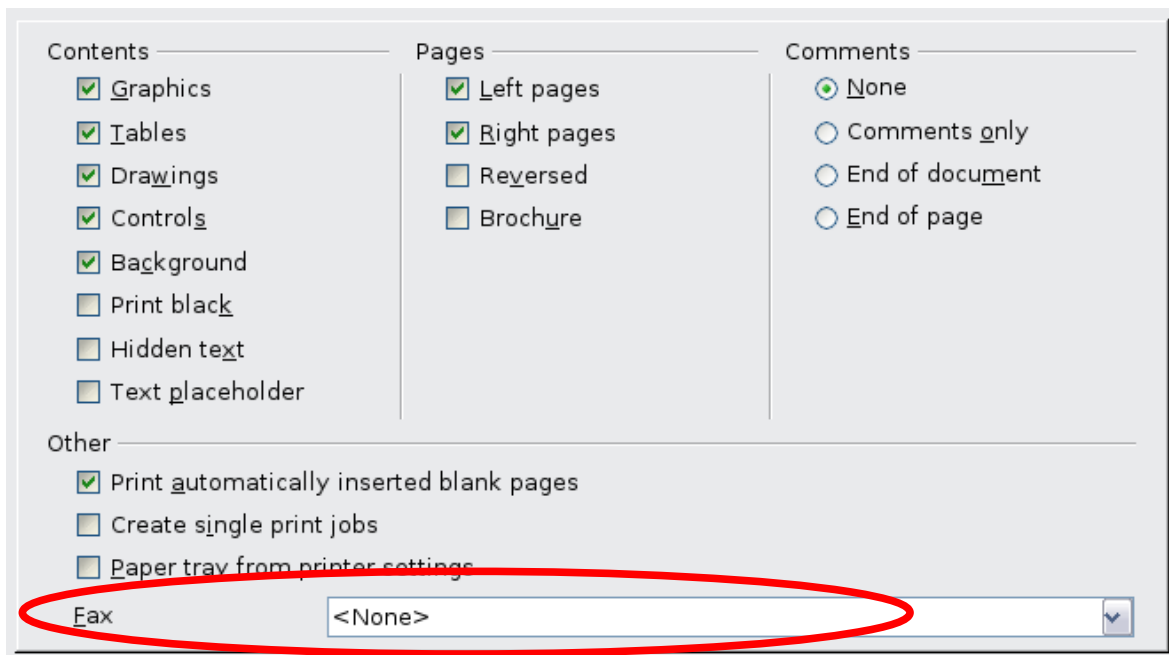 Contents
Graphics
Tables
Drawings
Controls
Background
Print black
Hidden text
Text placeholder
Pages
Left pages
Right pages
Reversed
Brochure
Comments
None
Comments only
End of document
End of page
Other
Print automatically inserted blank pages
Create single print jobs
Paper tray from printer settings
Fax <None>